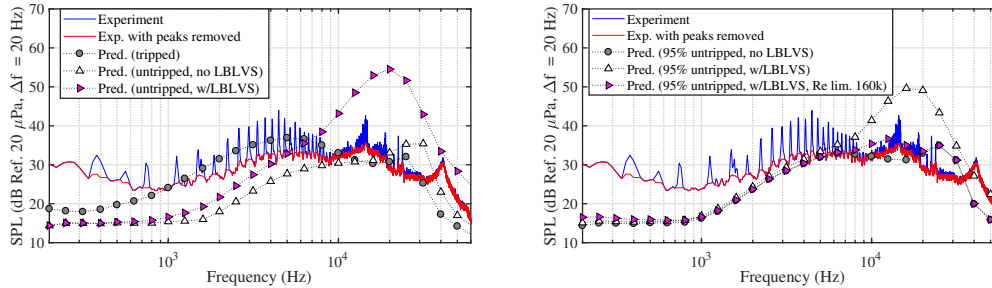 70
60
50
40
30
20
10
SPL (dB Ref. 20 μPa, Δf = 20 Hz)
Experiment
Exp. with peaks removed
Pred. (tripped)
Pred. (untripped, no LBLVS)
Pred. (untripped, w/LBLVS)
10³
10⁴
Frequency (Hz)
70
60
50
40
30
20
10
SPL (dB Ref. 20 μPa, Δf = 20 Hz)
Experiment
Exp. with peaks removed
Pred. (95% untripped, no LBLVS)
Pred. (95% untripped, w/LBLVS)
Pred. (95% untripped, w/LBLVS, Re lim. 160k)
10³
10⁴
Frequency (Hz)